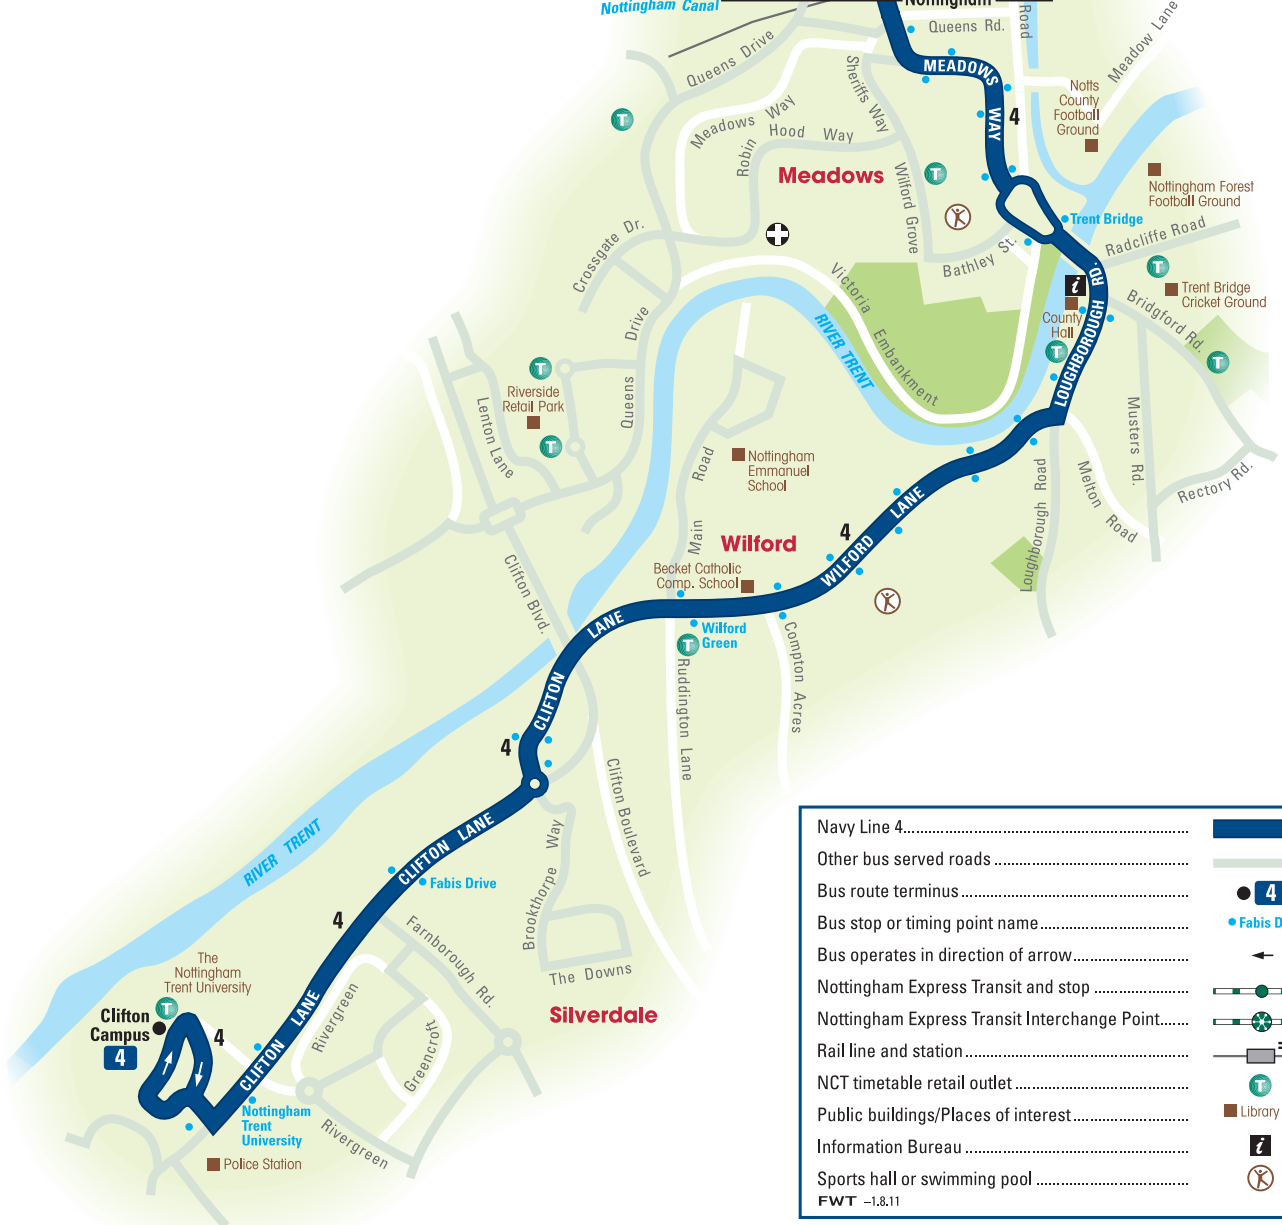 Nottingham Canal
Nottingham
Queens Rd.
Road
Meadow Lane
Queens Drive
MEADOWS
WAY
4
Sheriffs Way
Notts
County
Football
Ground
Meadows Way
Robin Hood Way
Meadows
Wilford Grove
Nottingham Forest
Football Ground
Trent Bridge
Radcliffe Road
Crossgate Dr.
Bathley St.
Victoria Embankment
i
Trent Bridge
Cricket Ground
County
Hall
Bridgford Rd.
LOUGHBOROUGH RD.
RIVER TRENT
Queens Drive
Riverside
Retail Park
Lenton Lane
Musters Rd.
Rectory Rd.
Melton Road
Loughborough Road
Nottingham
Emmanuel
School
Main Road
Wilford
4
WILFORD LANE
Becket Catholic
Comp. School
Clifton Blvd.
Wilford
Green
Compton Acres
Ruddington Lane
CLIFTON LANE
4
Clifton Boulevard
RIVER TRENT
CLIFTON LANE
Fabis Drive
Brookthorpe Way
4
Farnborough Rd.
The Downs
Silverdale
The
Nottingham
Trent University
Clifton
Campus
4
4
CLIFTON LANE
Rivergreen
Greencroft
Nottingham
Trent
University
Rivergreen
Police Station
T
T
T
T
T
T
T
T
T
Navy Line 4
Other bus served roads
Bus route terminus
4
Bus stop or timing point name
Fabis D
Bus operates in direction of arrow
Nottingham Express Transit and stop
Nottingham Express Transit Interchange Point
Rail line and station
NCT timetable retail outlet
T
Public buildings/Places of interest
Library
Information Bureau
i
Sports hall or swimming pool
FWT –1.8.11